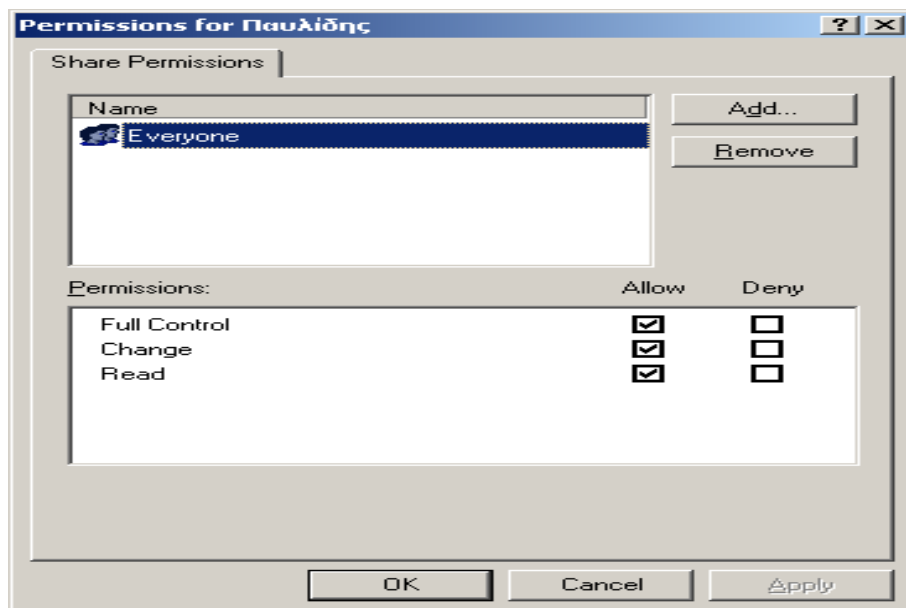 Permissions for Παυλίδης
Share Permissions
Name
Add...
Everyone
Remove
Permissions: Allow Deny
Full Control
Change
Read
OK Cancel Apply